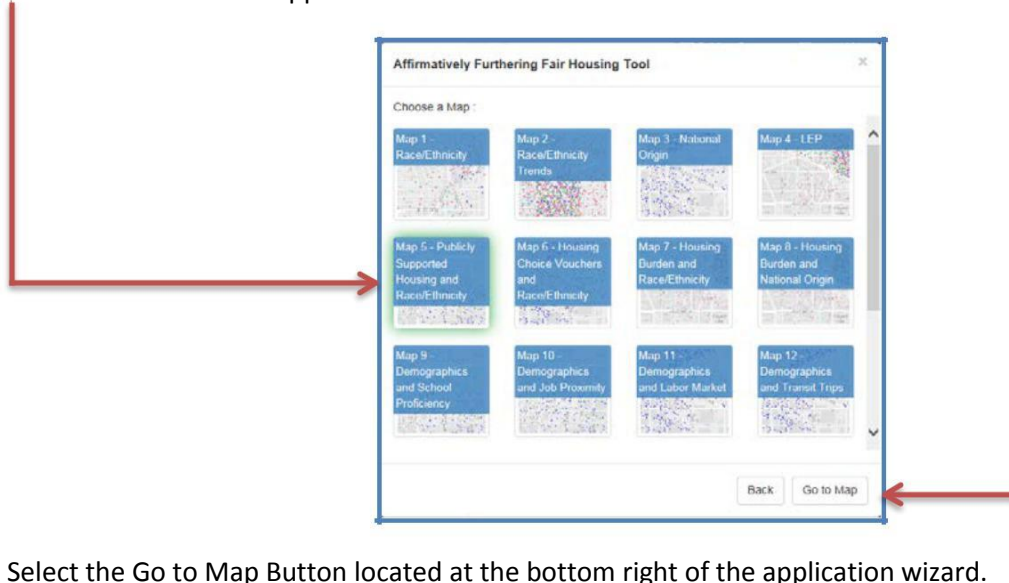 Affirmatively Furthering Fair Housing Tool
x
Choose a Map :
Map 1 -
Race/Ethnicity
Map 2 -
Race/Ethnicity
Trends
Map 3 - National
Origin
Map 4 - LEP
Map 5 - Publicly
Supported
Housing and
Race/Ethnicity
Map 6 - Housing
Choice Vouchers
and
Race/Ethnicity
Map 7 - Housing
Burden and
Race/Ethnicity
Map 8 - Housing
Burden and
National Origin
Map 9 -
Demographics
and School
Proficiency
Map 10 -
Demographics
and Job Proximity
Map 11 -
Demographics
and Labor Market
Map 12 -
Demographics
and Transit Trips
Back
Go to Map
Select the Go to Map Button located at the bottom right of the application wizard.